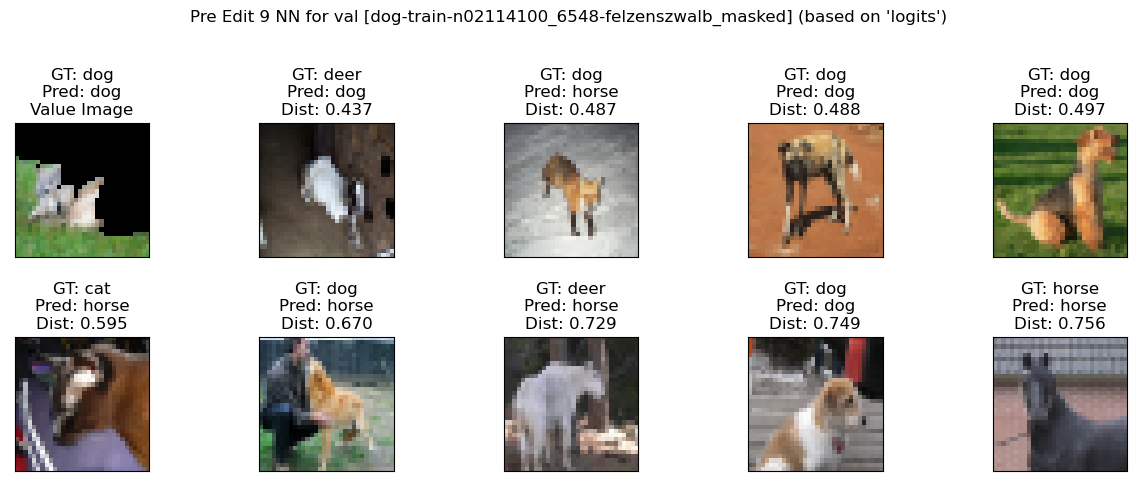 Pre Edit 9 NN for val [dog-train-n02114100_6548-felzenszwalb_masked] (based on 'logits')
GT: dog
Pred: dog
Value Image
GT: deer
Pred: dog
Dist: 0.437
GT: dog
Pred: horse
Dist: 0.487
GT: dog
Pred: dog
Dist: 0.488
GT: dog
Pred: dog
Dist: 0.497
GT: cat
Pred: horse
Dist: 0.595
GT: dog
Pred: horse
Dist: 0.670
GT: deer
Pred: horse
Dist: 0.729
GT: dog
Pred: dog
Dist: 0.749
GT: horse
Pred: horse
Dist: 0.756